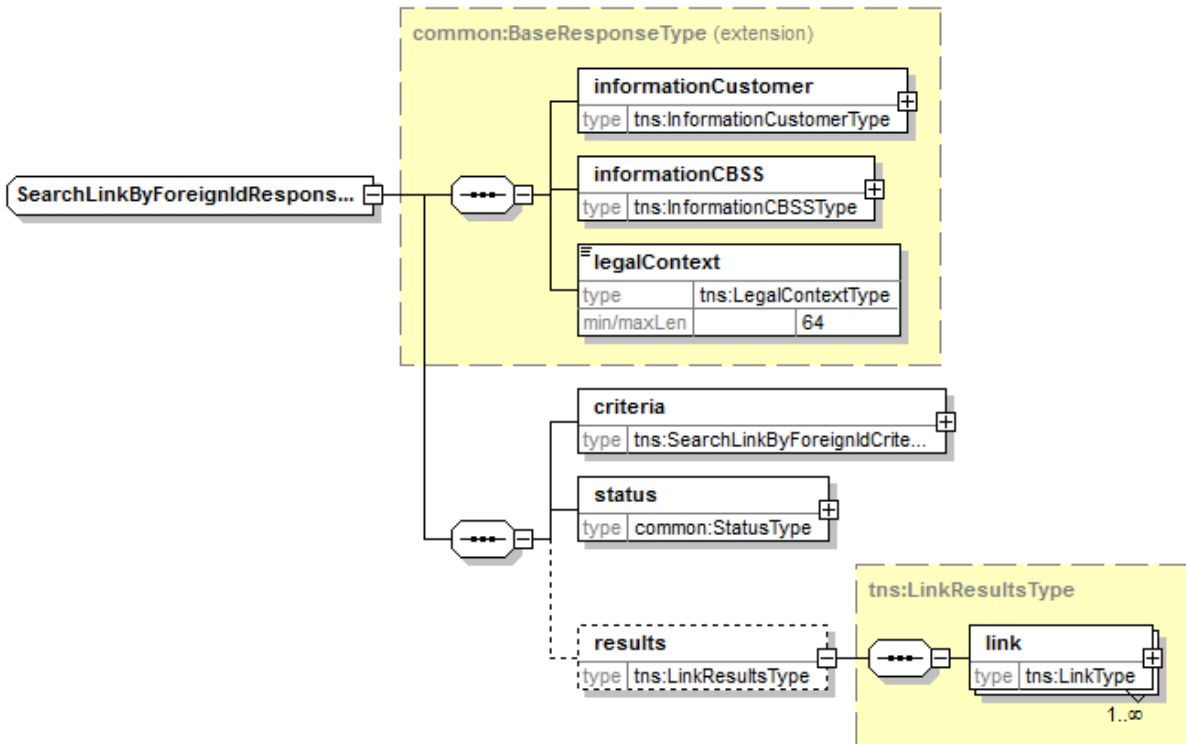 common:BaseResponseType (extension)
informationCustomer
type tns:InformationCustomerType
SearchLinkByForeignIdRespons...
informationCBSS
type tns:InformationCBSSType
legalContext
type tns:LegalContextType
min/maxLen 64
criteria
type tns:SearchLinkByForeignIdCrite...
status
type common:StatusType
tns:LinkResultsType
results
type tns:LinkResultsType
link
type tns:LinkType
1..∞